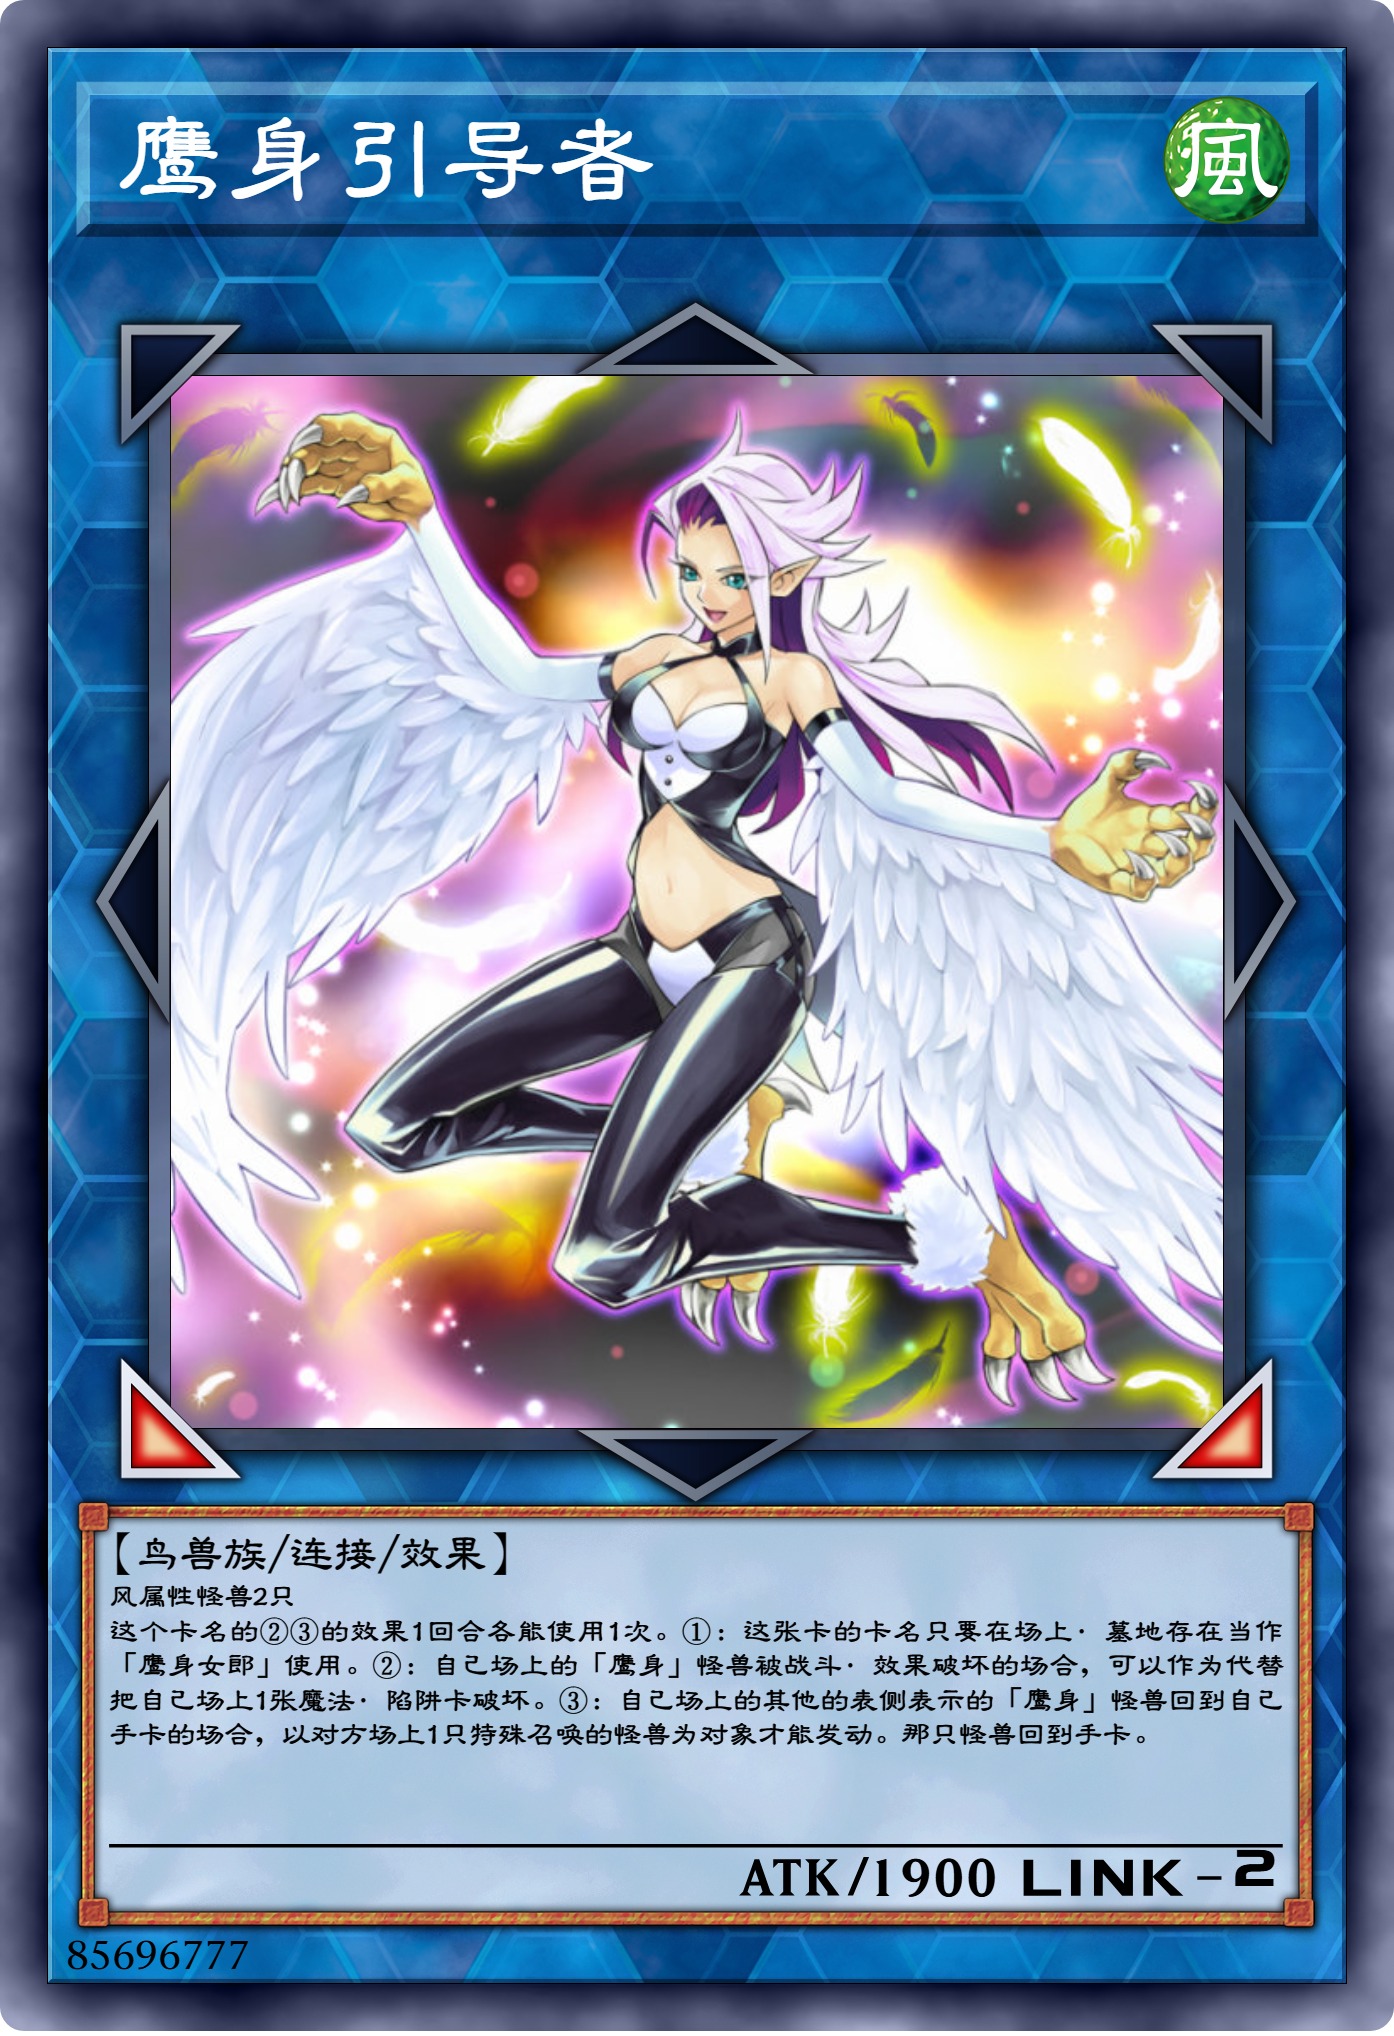 鹰身引导者
風
【鸟兽族/连接/效果】
风属性怪兽2只
这个卡名的②③的效果1回合各能使用1次。①：这张卡的卡名只要在场上·墓地存在当作
「鹰身女郎」使用。②：自己场上的「鹰身」怪兽被战斗·效果破坏的场合，可以作为代替
把自己场上1张魔法·陷阱卡破坏。③：自己场上的其他的表侧表示的「鹰身」怪兽回到自己
手卡的场合，以对方场上1只特殊召唤的怪兽为对象才能发动。那只怪兽回到手卡。
ATK/1900 LINK-2
85696777